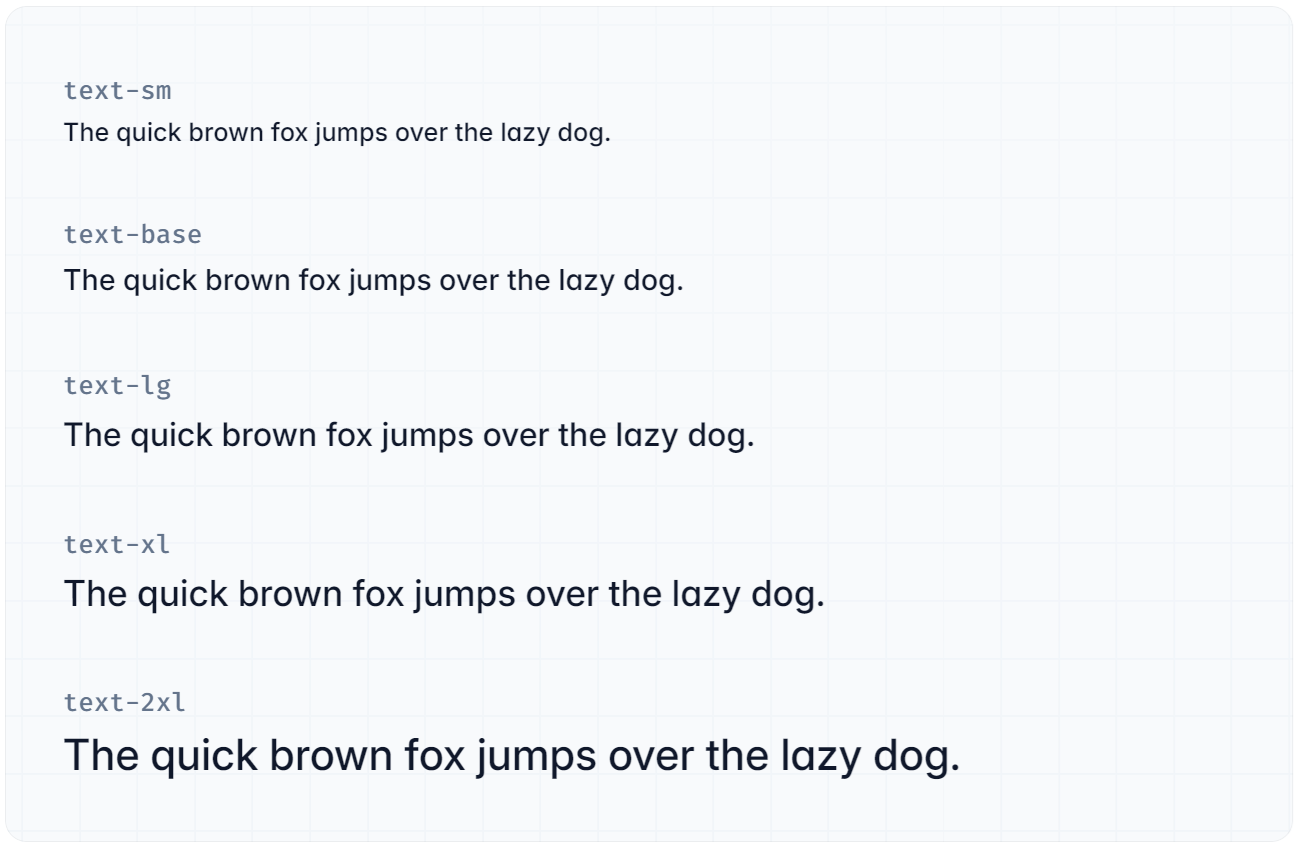 text-sm
The quick brown fox jumps over the lazy dog.
text-base
The quick brown fox jumps over the lazy dog.
text-lg
The quick brown fox jumps over the lazy dog.
text-xl
The quick brown fox jumps over the lazy dog.
text-2xl
The quick brown fox jumps over the lazy dog.